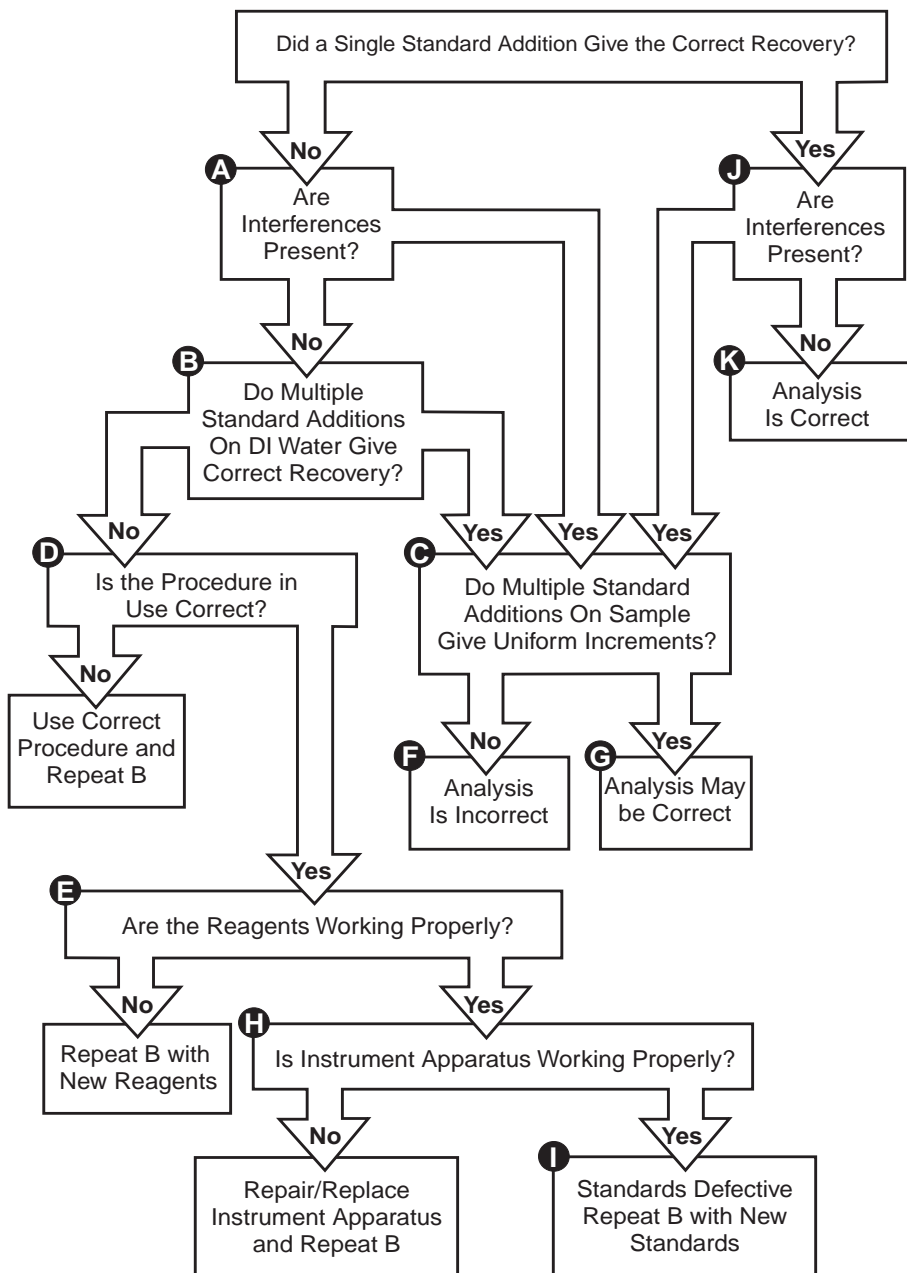 Did a Single Standard Addition Give the Correct Recovery?
No
Yes
A
Are
Interferences
Present?
J
Are
Interferences
Present?
No
No
B
Do Multiple
Standard Additions
On DI Water Give
Correct Recovery?
K
Analysis
Is Correct
No
Yes
Yes
Yes
D
Is the Procedure in
Use Correct?
C
Do Multiple Standard
Additions On Sample
Give Uniform Increments?
No
Use Correct
Procedure and
Repeat B
No
Yes
F
Analysis
Is Incorrect
G
Analysis May
be Correct
Yes
E
Are the Reagents Working Properly?
No
Yes
Repeat B with
New Reagents
H
Is Instrument Apparatus Working Properly?
No
Yes
Repair/Replace
Instrument Apparatus
and Repeat B
I
Standards Defective
Repeat B with New
Standards